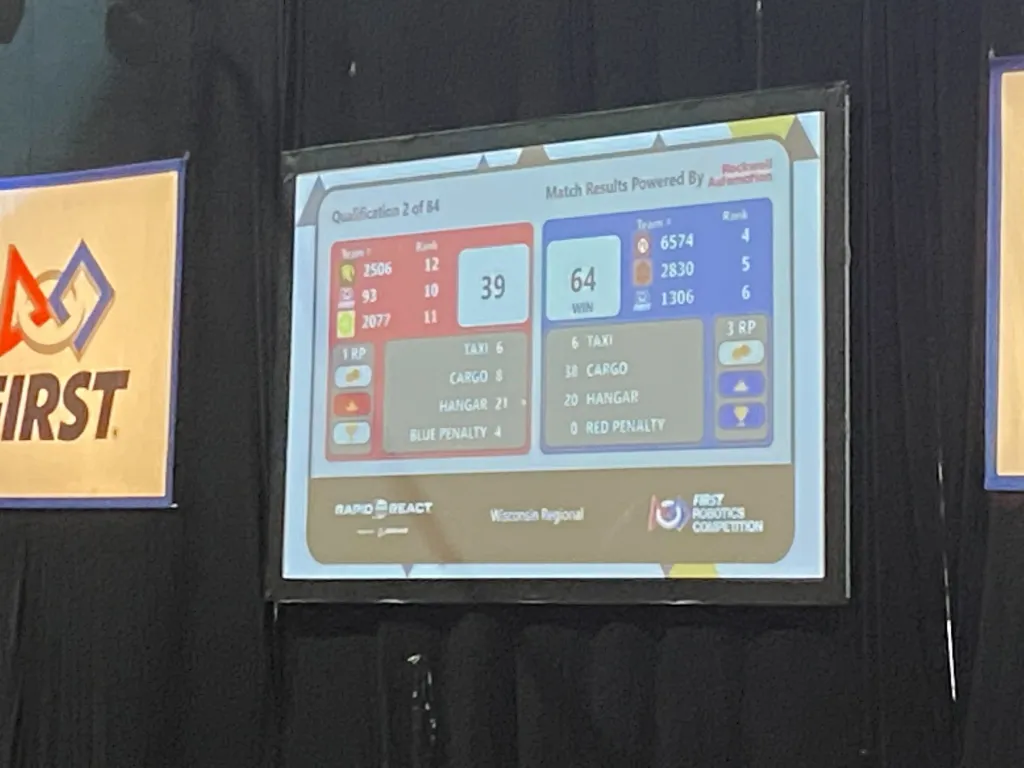 FIRST
Qualification 2 of 84
Match Results Powered By Rockwell Automation
Team # Rank
2506 12
93 10
2077 11
39
64
WIN
Team # Rank
6574 4
2830 5
1306 6
1 RP
TAXI 6
CARGO 8
HANGAR 21
BLUE PENALTY 4
6 TAXI
38 CARGO
20 HANGAR
0 RED PENALTY
3 RP
RAPID REACT
Wisconsin Regional
FIRST
ROBOTICS
COMPETITION